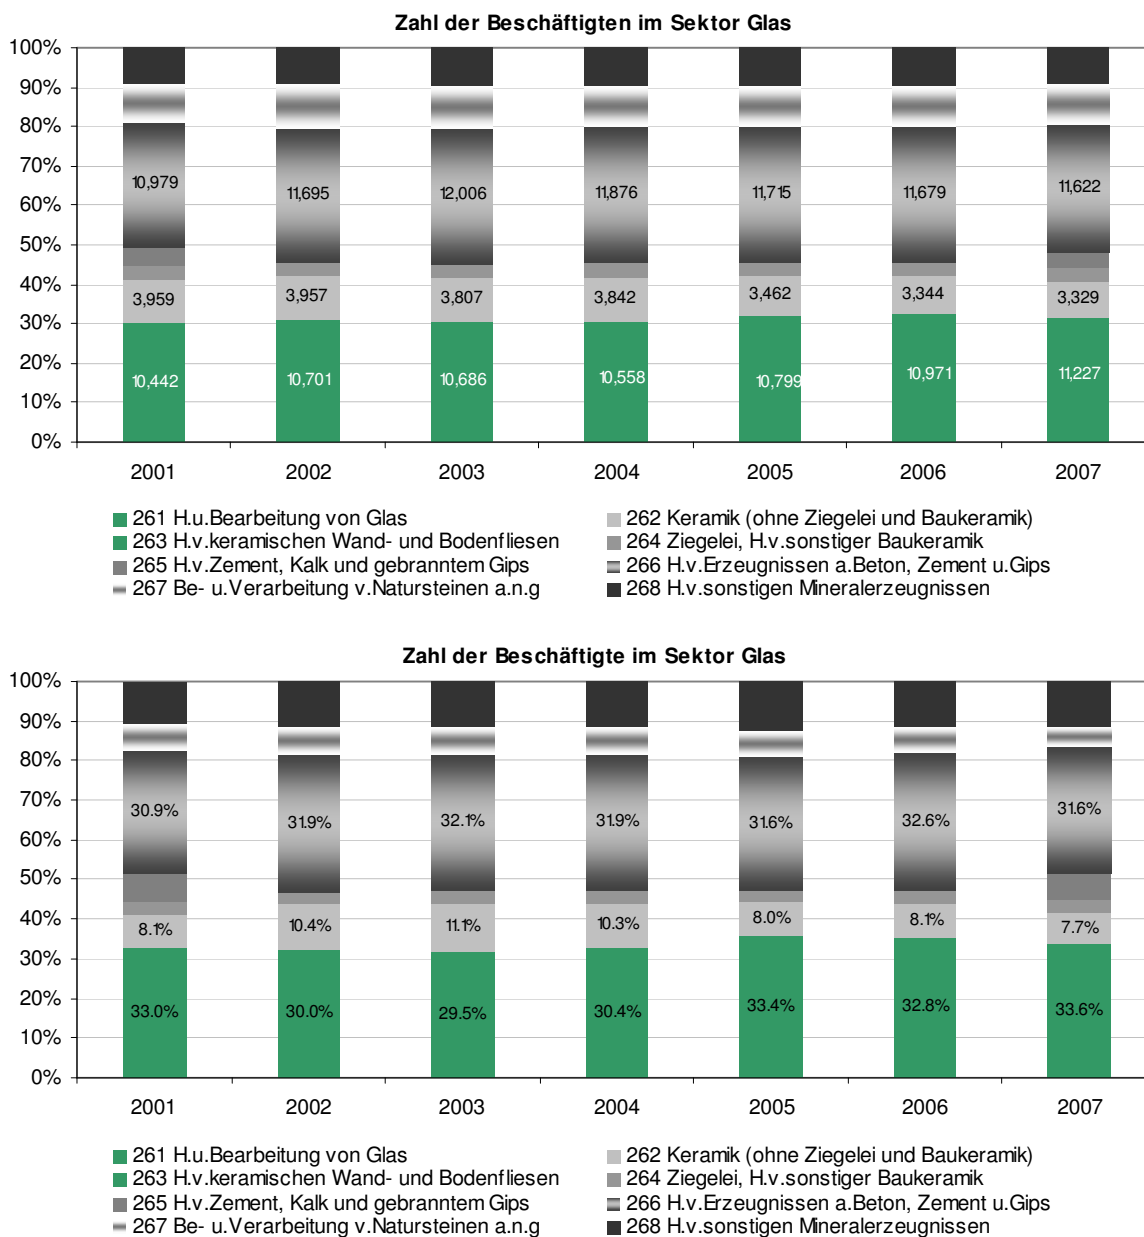 Zahl der Beschäftigten im Sektor Glas
100%
90%
80%
70%
60%
50%
40%
30%
20%
10%
0%
10,979 11,695 12,006 11,876 11,715 11,679 11,622
3,959 3,957 3,807 3,842 3,462 3,344 3,329
10,442 10,701 10,686 10,558 10,799 10,971 11,227
2001 2002 2003 2004 2005 2006 2007
261 H.u.Bearbeitung von Glas 262 Keramik (ohne Ziegelei und Baukeramik)
263 H.v.keramischen Wand- und Bodenfliesen 264 Ziegelei, H.v.sonstiger Baukeramik
265 H.v.Zement, Kalk und gebranntem Gips 266 H.v.Erzeugnissen a.Beton, Zement u.Gips
267 Be- u.Verarbeitung v.Natursteinen a.n.g 268 H.v.sonstigen Mineralerzeugnissen
Zahl der Beschäftigte im Sektor Glas
100%
90%
80%
70%
60%
50%
40%
30%
20%
10%
0%
30.9% 31.9% 32.1% 31.9% 31.6% 32.6% 31.6%
8.1% 10.4% 11.1% 10.3% 8.0% 8.1% 7.7%
33.0% 30.0% 29.5% 30.4% 33.4% 32.8% 33.6%
2001 2002 2003 2004 2005 2006 2007
261 H.u.Bearbeitung von Glas 262 Keramik (ohne Ziegelei und Baukeramik)
263 H.v.keramischen Wand- und Bodenfliesen 264 Ziegelei, H.v.sonstiger Baukeramik
265 H.v.Zement, Kalk und gebranntem Gips 266 H.v.Erzeugnissen a.Beton, Zement u.Gips
267 Be- u.Verarbeitung v.Natursteinen a.n.g 268 H.v.sonstigen Mineralerzeugnissen